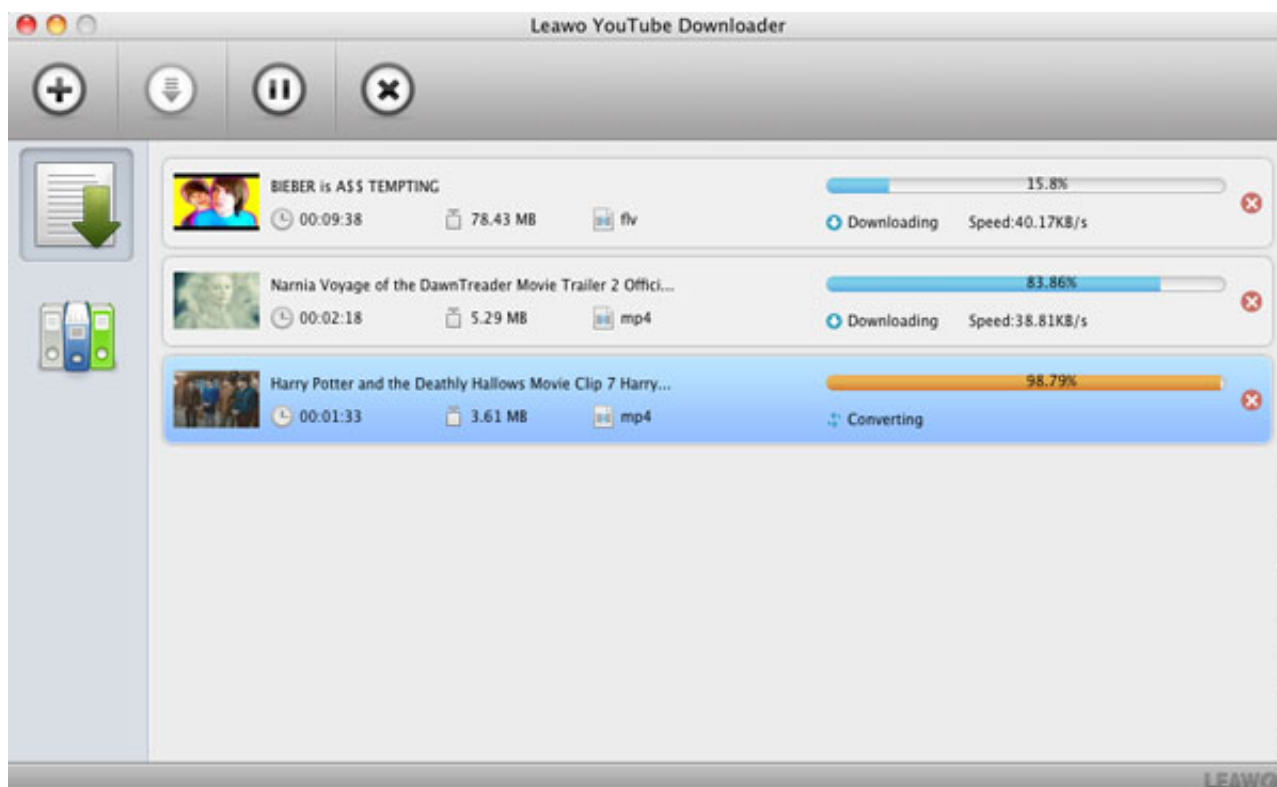 Leawo YouTube Downloader
BIEBER is A$$ TEMPTING
00:09:38 78.43 MB flv
15.8%
Downloading Speed:40.17KB/s
Narnia Voyage of the DawnTreader Movie Trailer 2 Offici...
00:02:18 5.29 MB mp4
83.86%
Downloading Speed:38.81KB/s
Harry Potter and the Deathly Hallows Movie Clip 7 Harry...
00:01:33 3.61 MB mp4
98.79%
Converting
LEAWO